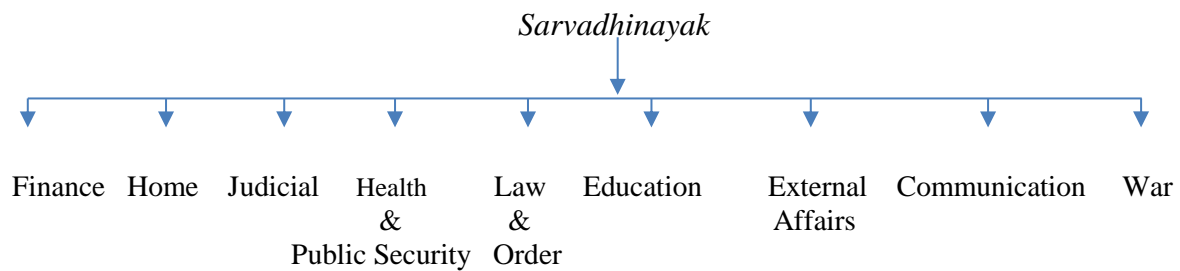 Sarvadhinayak
Finance Home Judicial Health Law Education External Communication War
& & Affairs
Public Security Order